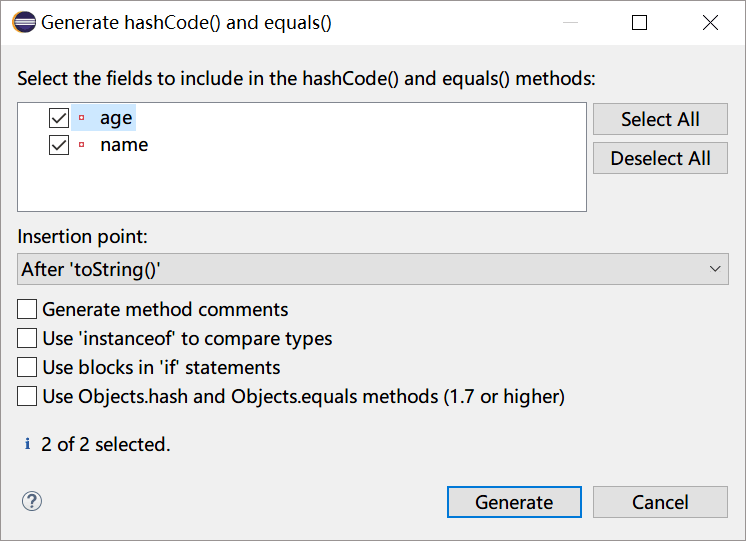 Generate hashCode() and equals()
Select the fields to include in the hashCode() and equals() methods:
age
name
Select All
Deselect All
Insertion point:
After 'toString()'
Generate method comments
Use 'instanceof' to compare types
Use blocks in 'if' statements
Use Objects.hash and Objects.equals methods (1.7 or higher)
i 2 of 2 selected.
? Generate Cancel